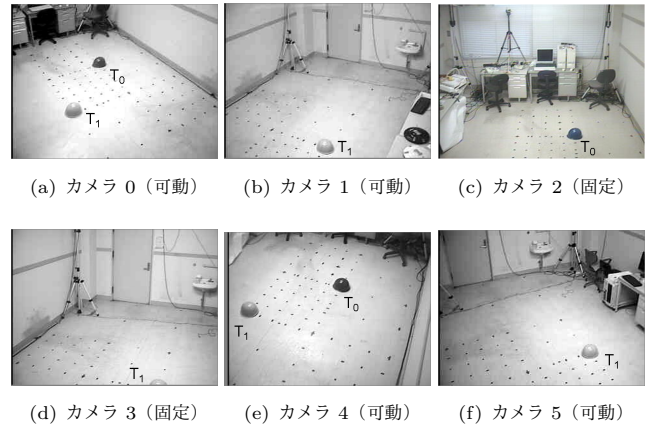 T0
T1
T1
T0
(a) カメラ 0（可動）
(b) カメラ 1（可動）
(c) カメラ 2（固定）
T1
T0
T1
T1
(d) カメラ 3（固定）
(e) カメラ 4（可動）
(f) カメラ 5（可動）